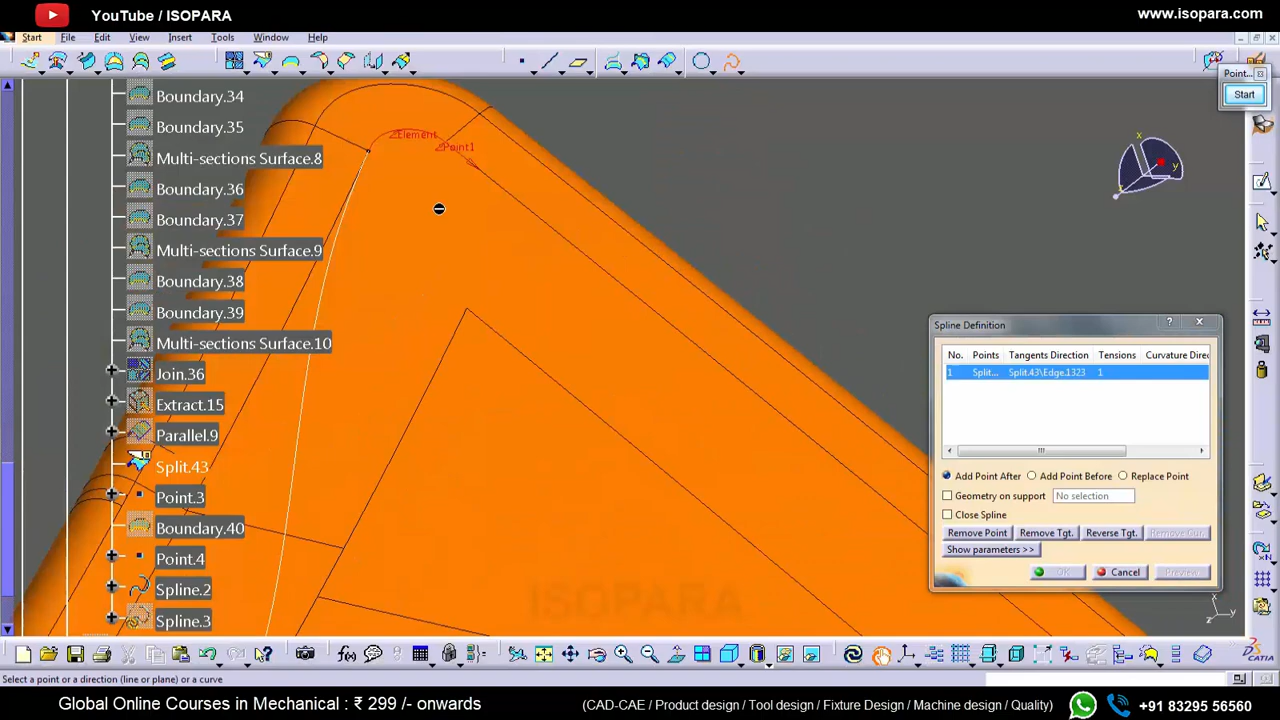 YouTube / ISOPARA
www.isopara.com
Start File Edit View Insert Tools Window Help
Boundary.34
Boundary.35
Multi-sections Surface.8
Boundary.36
Boundary.37
Multi-sections Surface.9
Boundary.38
Boundary.39
Multi-sections Surface.10
Join.36
Extract.15
Parallel.9
Split.43
Point.3
Boundary.40
Point.4
Spline.2
Spline.3
Element
Point1
Point...
Start
x
y
z
Spline Definition
No. Points Tangents Direction Tensions Curvature Direc
1 Split... Split.43\Edge.1323 1
Add Point After Add Point Before Replace Point
Geometry on support No selection
Close Spline
Remove Point Remove Tgt. Reverse Tgt. Remove Cur.
Show parameters >>
OK Cancel Preview
ISOPARA
x
y
z
CATIA
Select a point or a direction (line or plane) or a curve
Global Online Courses in Mechanical : ₹ 299 /- onwards
(CAD-CAE / Product design / Tool design / Fixture Design / Machine design / Quality)
+91 83295 56560